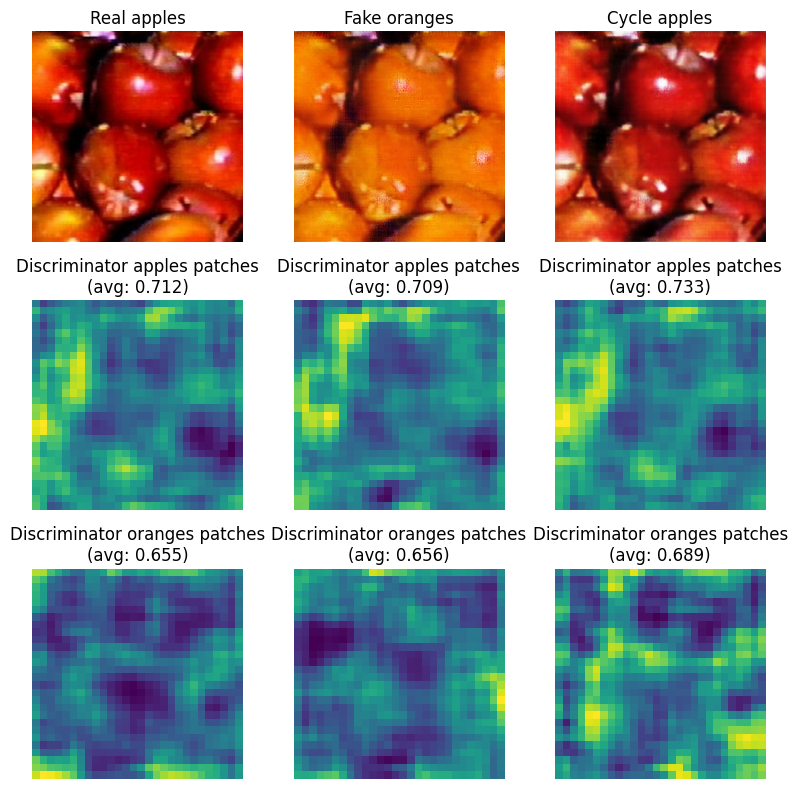 Real apples
Fake oranges
Cycle apples
Discriminator apples patches
(avg: 0.712)
Discriminator apples patches
(avg: 0.709)
Discriminator apples patches
(avg: 0.733)
Discriminator oranges patches
(avg: 0.655)
Discriminator oranges patches
(avg: 0.656)
Discriminator oranges patches
(avg: 0.689)